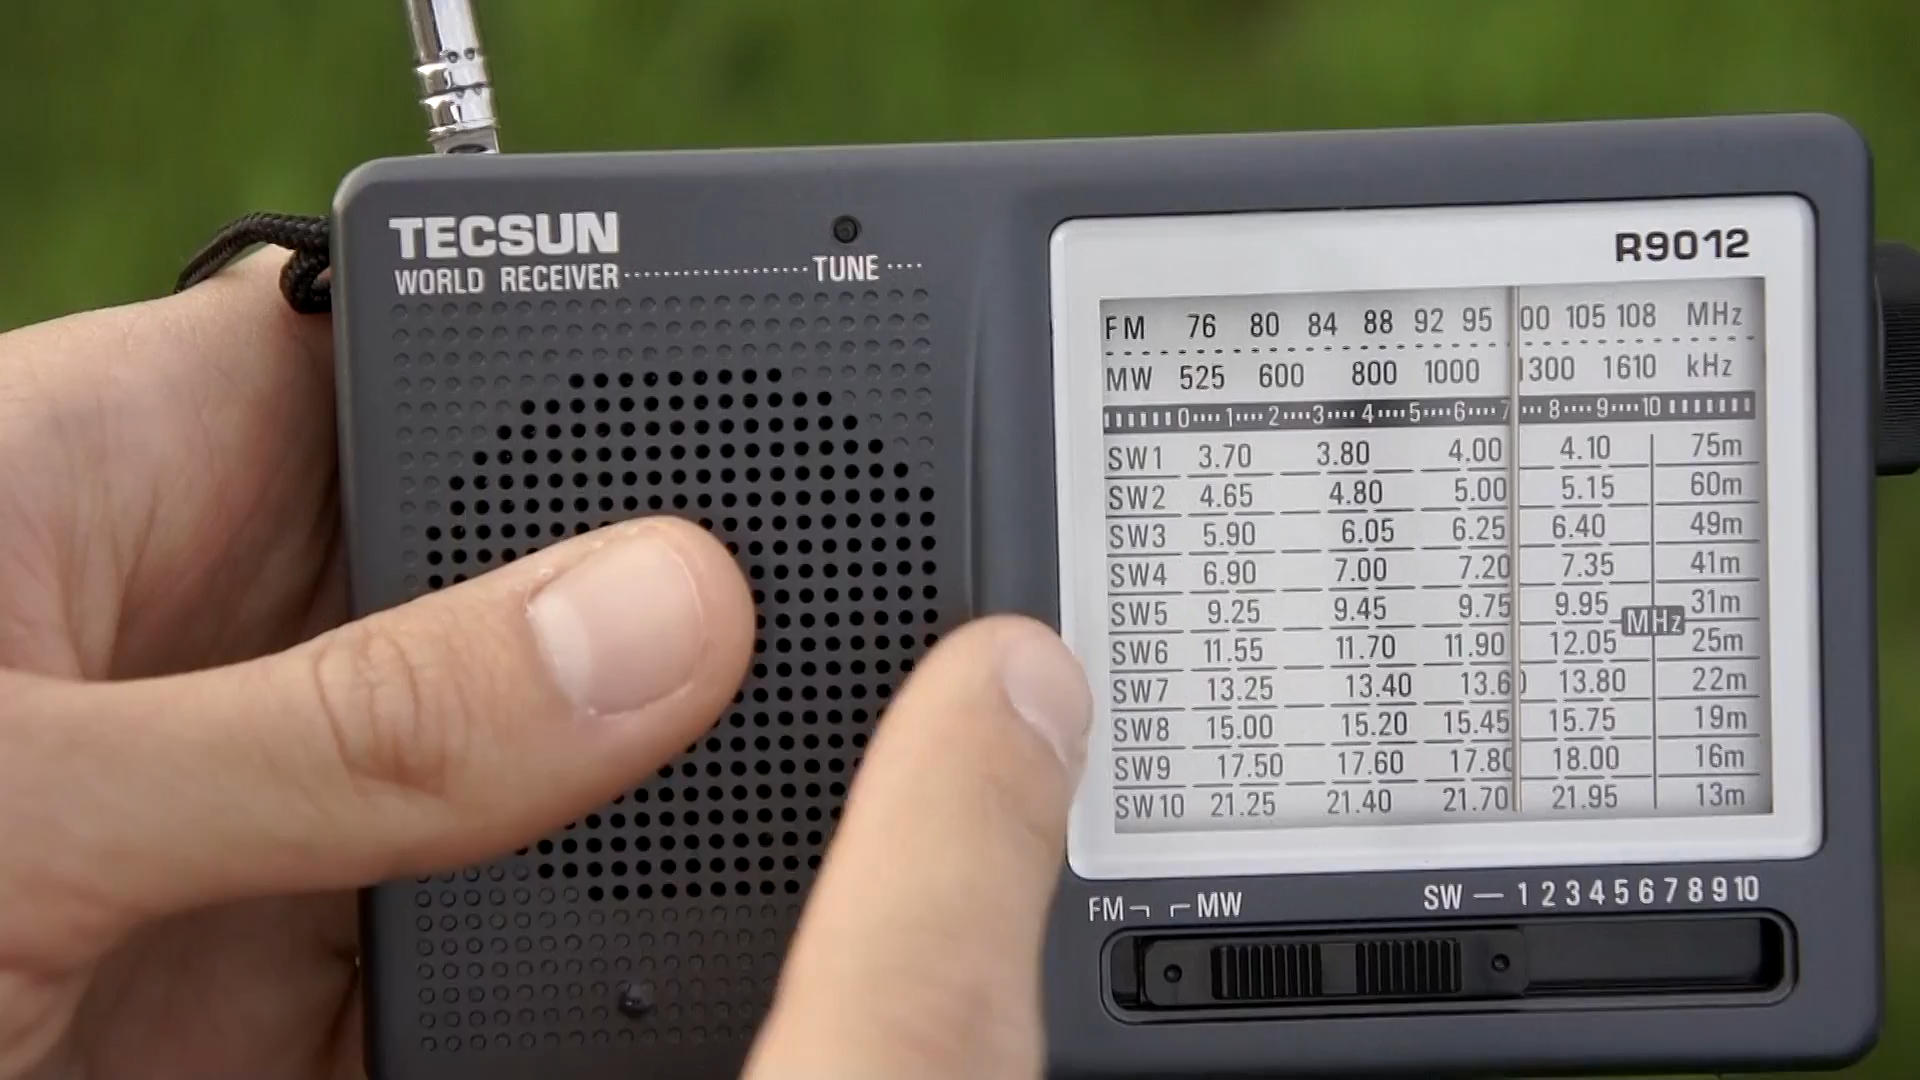 TECSUN
WORLD RECEIVER
TUNE
R9012
FM 76 80 84 88 92 95 00 105 108 MHz
MW 525 600 800 1000 1300 1610 kHz
0 1 2 3 4 5 6 7 8 9 10
SW1 3.70 3.80 4.00 4.10 75m
SW2 4.65 4.80 5.00 5.15 60m
SW3 5.90 6.05 6.25 6.40 49m
SW4 6.90 7.00 7.20 7.35 41m
SW5 9.25 9.45 9.75 9.95 31m
MHz
SW6 11.55 11.70 11.90 12.05 25m
SW7 13.25 13.40 13.60 13.80 22m
SW8 15.00 15.20 15.45 15.75 19m
SW9 17.50 17.60 17.80 18.00 16m
SW10 21.25 21.40 21.70 21.95 13m
FM MW SW — 1 2 3 4 5 6 7 8 9 10